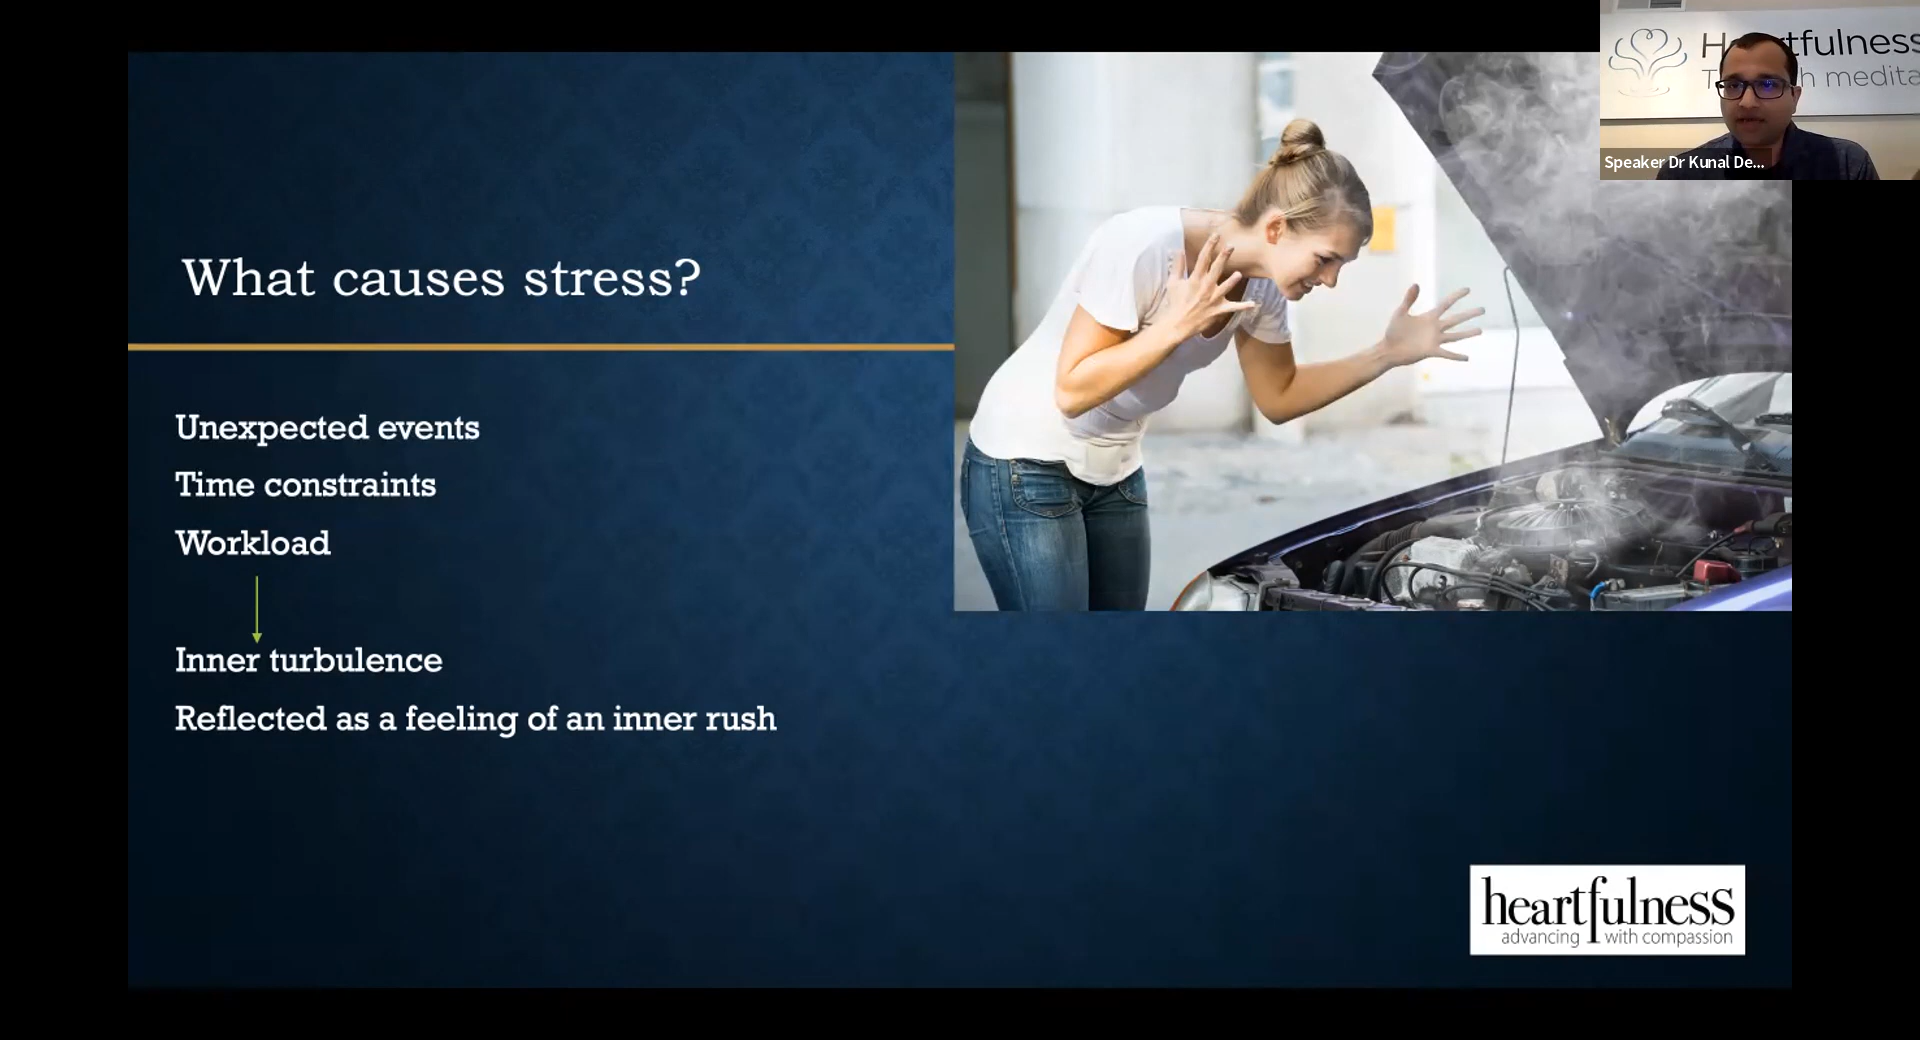 What causes stress?
Unexpected events
Time constraints
Workload
Inner turbulence
Reflected as a feeling of an inner rush
heartfulness
advancing with compassion
Speaker Dr Kunal De...